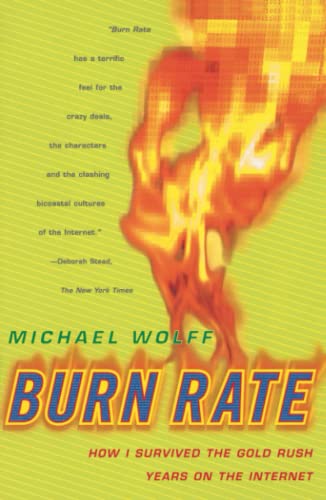 "Burn Rate
has a terrific
feel for the
crazy deals,
the characters
and the clashing
bicoastal cultures
of the Internet."
—Deborah Stead,
The New York Times
MICHAEL WOLFF
BURN RATE
HOW I SURVIVED THE GOLD RUSH
YEARS ON THE INTERNET